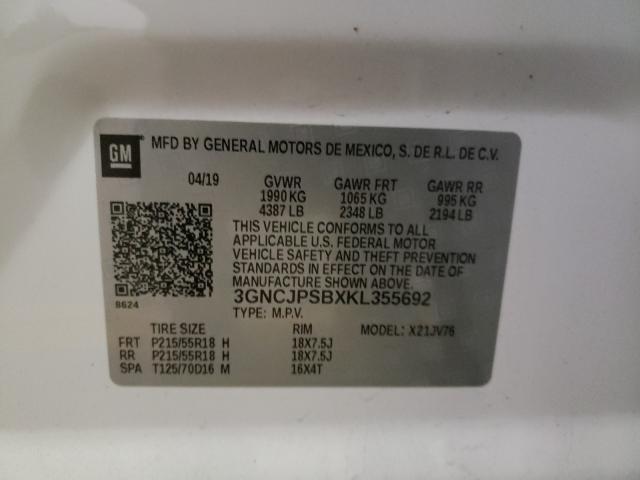 GM MFD BY GENERAL MOTORS DE MEXICO, S. DE R.L. DE C.V.
04/19 GVWR GAWR FRT GAWR RR
1990 KG 1065 KG 995 KG
4387 LB 2348 LB 2194 LB
THIS VEHICLE CONFORMS TO ALL
APPLICABLE U.S. FEDERAL MOTOR
VEHICLE SAFETY AND THEFT PREVENTION
STANDARDS IN EFFECT ON THE DATE OF
MANUFACTURE SHOWN ABOVE.
3GNCJPSBXKL355692
8624
TYPE: M.P.V.
TIRE SIZE RIM MODEL: X21JV76
FRT P215/55R18 H 18X7.5J
RR P215/55R18 H 18X7.5J
SPA T125/70D16 M 16X4T